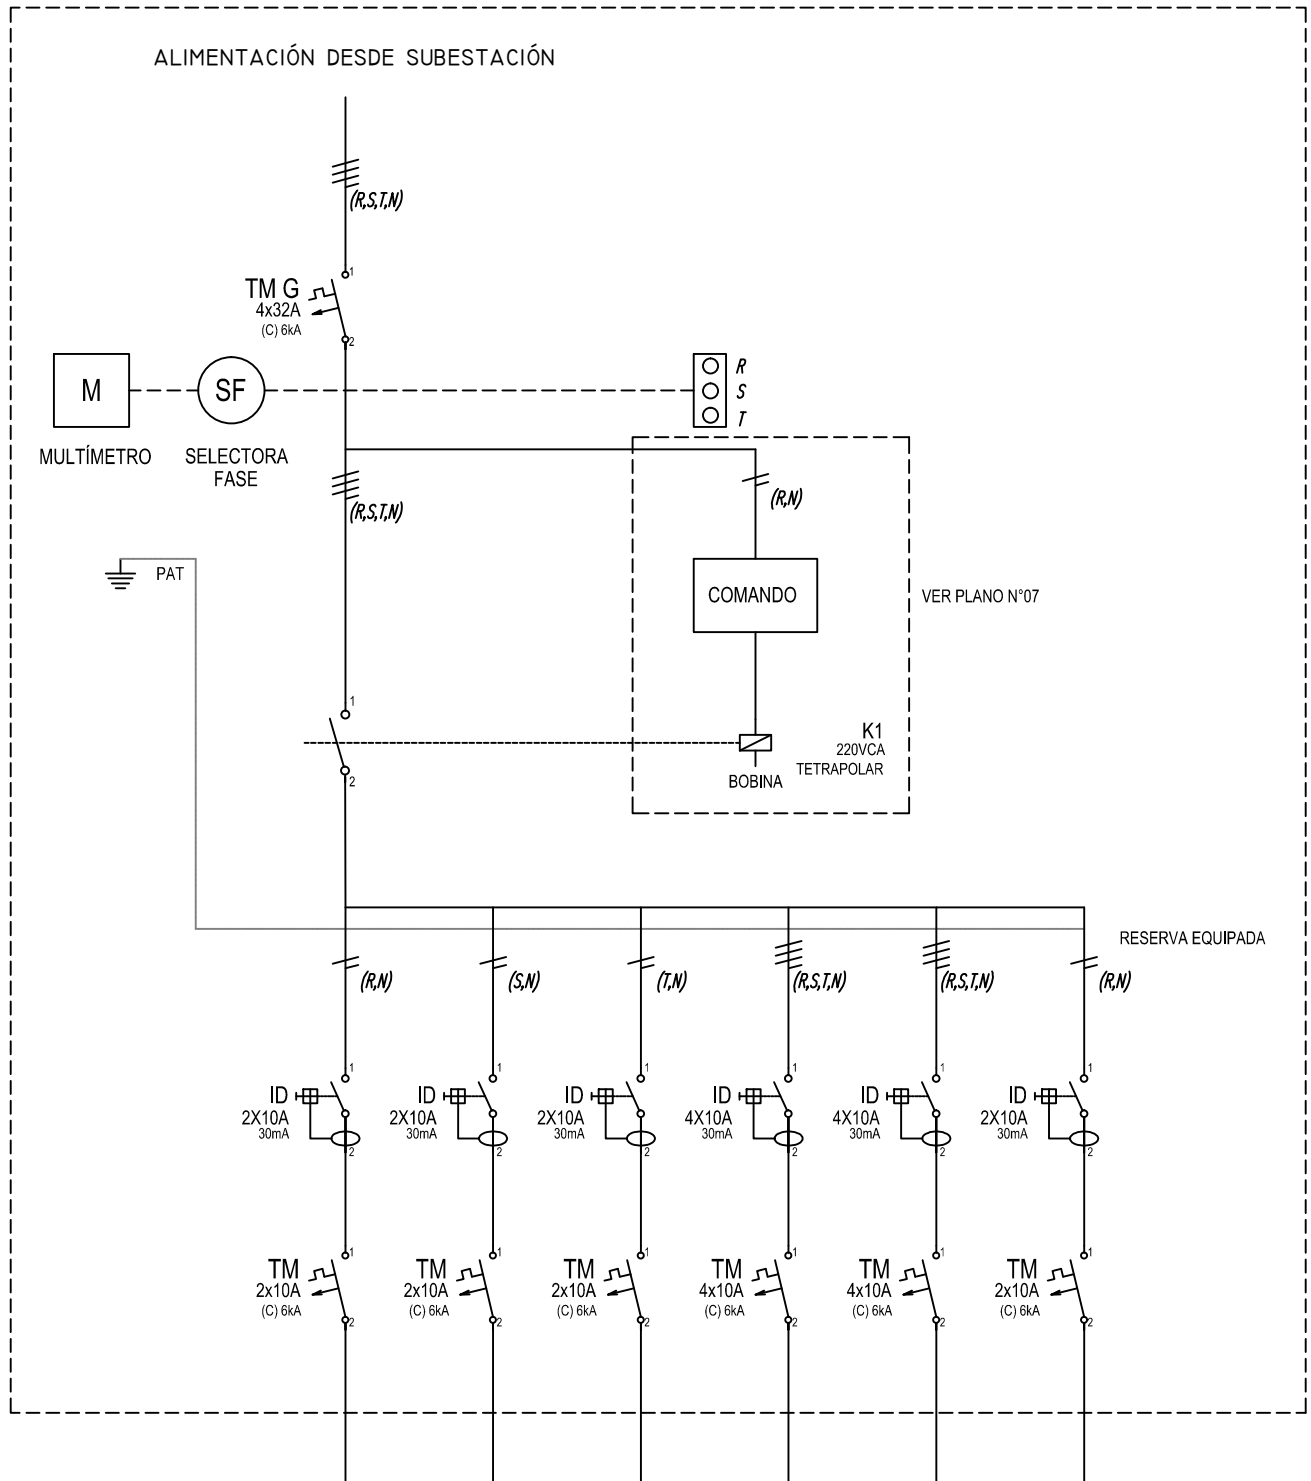 ALIMENTACIÓN DESDE SUBESTACIÓN
(R,S,T,N)
1
TM G
4x32A
(C) 6kA
2
M
SF
R
S
T
MULTÍMETRO
SELECTORA
FASE
(R,S,T,N)
(R,N)
PAT
COMANDO
VER PLANO N°07
1
2
K1
220VCA
TETRAPOLAR
BOBINA
RESERVA EQUIPADA
(R,N)
(S,N)
(T,N)
(R,S,T,N)
(R,S,T,N)
(R,N)
1
1
1
1
1
1
ID
ID
ID
ID
ID
ID
2X10A
2X10A
2X10A
4X10A
4X10A
2X10A
30mA
30mA
30mA
30mA
30mA
30mA
2
2
2
2
2
2
1
1
1
1
1
1
TM
TM
TM
TM
TM
TM
2x10A
2x10A
2x10A
4x10A
4x10A
2x10A
(C) 6kA
(C) 6kA
(C) 6kA
(C) 6kA
(C) 6kA
(C) 6kA
2
2
2
2
2
2